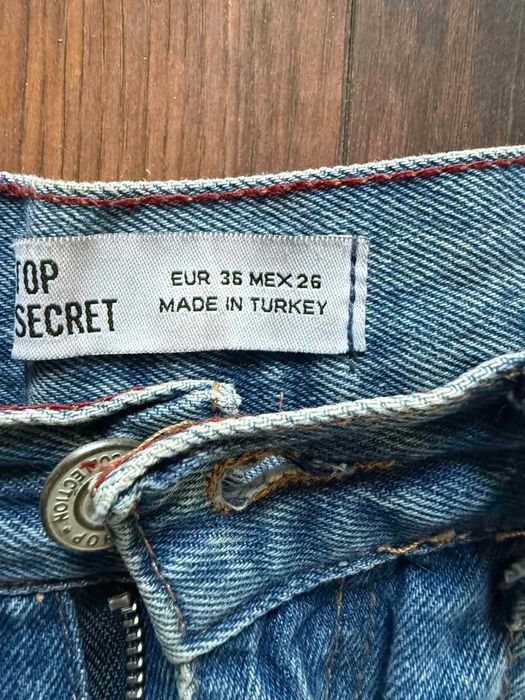 TOP
SECRET
EUR 36 MEX 26
MADE IN TURKEY